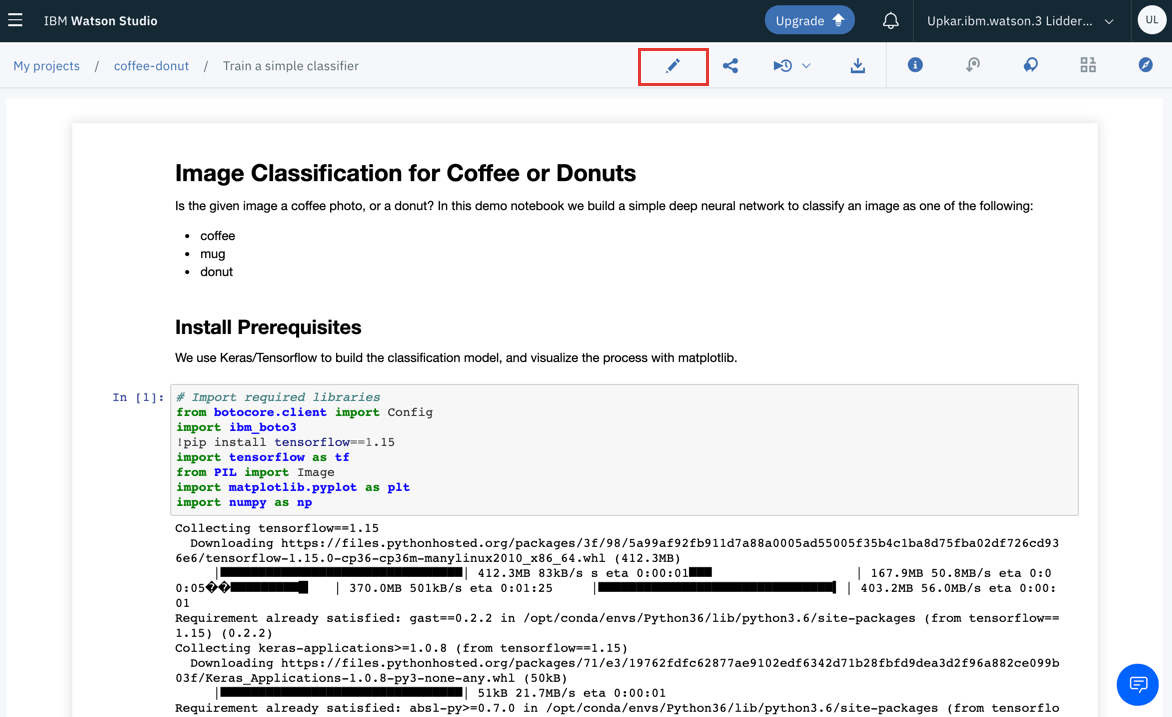 IBM Watson Studio
Upgrade
Upkar.ibm.watson.3 Lidder...
UL
My projects / coffee-donut / Train a simple classifier
Image Classification for Coffee or Donuts
Is the given image a coffee photo, or a donut? In this demo notebook we build a simple deep neural network to classify an image as one of the following:
• coffee
• mug
• donut
Install Prerequisites
We use Keras/Tensorflow to build the classification model, and visualize the process with matplotlib.
In [1]:
# Import required libraries
from botocore.client import Config
import ibm_boto3
!pip install tensorflow==1.15
import tensorflow as tf
from PIL import Image
import matplotlib.pyplot as plt
import numpy as np
Collecting tensorflow==1.15
Downloading https://files.pythonhosted.org/packages/3f/98/5a99af92fb911d7a88a0005ad55005f35b4c1ba8d75fba02df726cd93
6e6/tensorflow-1.15.0-cp36-cp36m-manylinux2010_x86_64.whl (412.3MB)
|████████████████████████████████| 412.3MB 83kB/s s eta 0:00:01███ | 167.9MB 50.8MB/s eta 0:0
0:05��██████████▉ | 370.0MB 501kB/s eta 0:01:25 |███████████████████████████████▎| 403.2MB 56.0MB/s eta 0:00:
01
Requirement already satisfied: gast==0.2.2 in /opt/conda/envs/Python36/lib/python3.6/site-packages (from tensorflow==
1.15) (0.2.2)
Collecting keras-applications>=1.0.8 (from tensorflow==1.15)
Downloading https://files.pythonhosted.org/packages/71/e3/19762fdfc62877ae9102edf6342d71b28fbfd9dea3d2f96a882ce099b
03f/Keras_Applications-1.0.8-py3-none-any.whl (50kB)
|████████████████████████████████| 51kB 21.7MB/s eta 0:00:01
Requirement already satisfied: absl-py>=0.7.0 in /opt/conda/envs/Python36/lib/python3.6/site-packages (from tensorflo